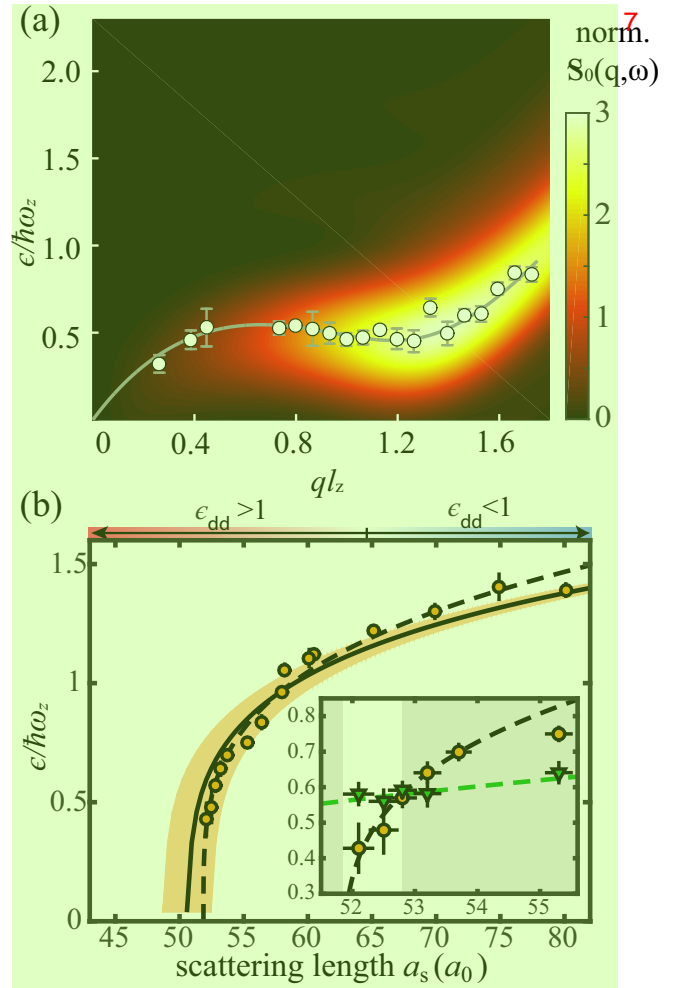 (a)
7
norm.
S₀(q,ω)
2.0
1.5
1.0
0.5
ϵ/ħω_z
0 0.4 0.8 1.2 1.6
ql_z
3
2
1
0
(b)
ϵ_dd >1 ϵ_dd <1
1.5
1
0.5
0
ϵ/ħω_z
45 50 55 60 65 70 75 80
scattering length a_s (a_0)
0.8
0.7
0.6
0.5
0.4
0.3
52 53 54 55